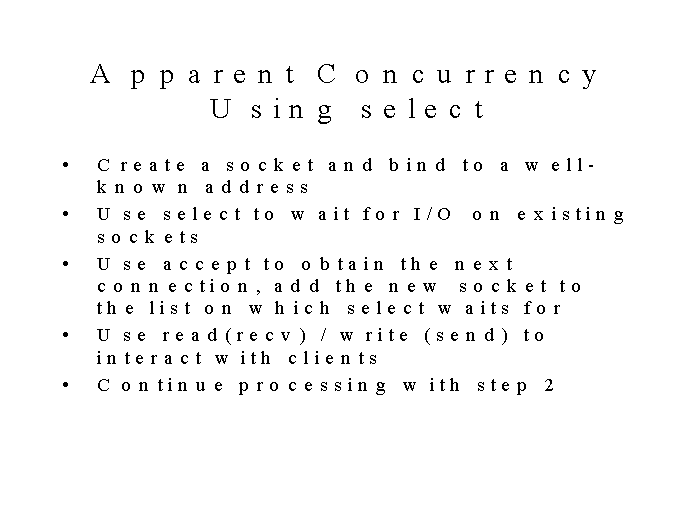 Apparent Concurrency
Using select
• Create a socket and bind to a well-
known address
• Use select to wait for I/O on existing
sockets
• Use accept to obtain the next
connection, add the new socket to
the list on which select waits for
• Use read(recv) / write (send) to
interact with clients
• Continue processing with step 2